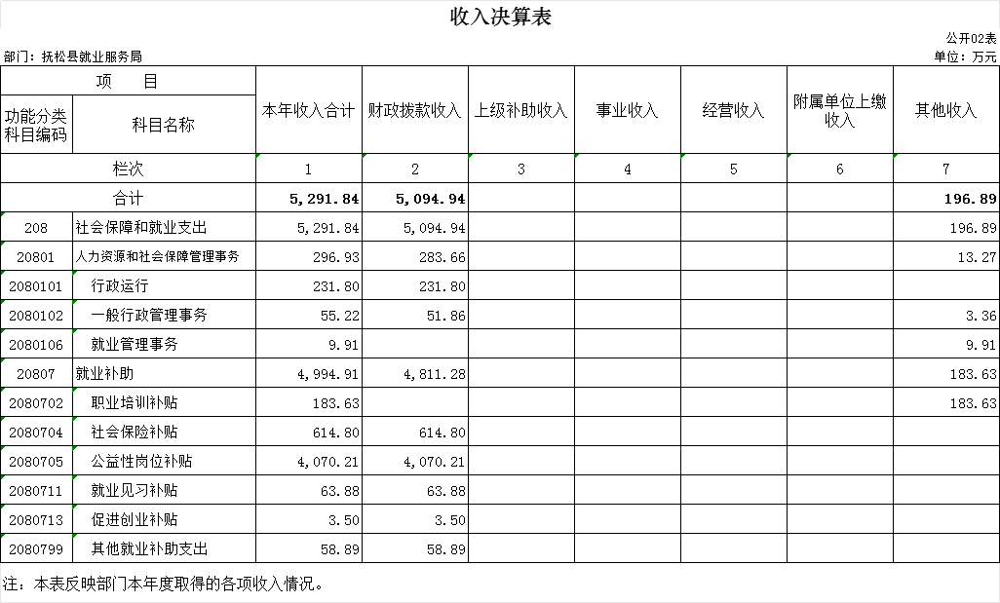 收入决算表
公开02表
部门：抚松县就业服务局 单位：万元
项 目 本年收入合计 财政拨款收入 上级补助收入 事业收入 经营收入 附属单位上缴收入 其他收入
功能分类科目编码 科目名称
栏次 1 2 3 4 5 6 7
合计 5,291.84 5,094.94 196.89
208 社会保障和就业支出 5,291.84 5,094.94 196.89
20801 人力资源和社会保障管理事务 296.93 283.66 13.27
2080101 行政运行 231.80 231.80
2080102 一般行政管理事务 55.22 51.86 3.36
2080106 就业管理事务 9.91 9.91
20807 就业补助 4,994.91 4,811.28 183.63
2080702 职业培训补贴 183.63 183.63
2080704 社会保险补贴 614.80 614.80
2080705 公益性岗位补贴 4,070.21 4,070.21
2080711 就业见习补贴 63.88 63.88
2080713 促进创业补贴 3.50 3.50
2080799 其他就业补助支出 58.89 58.89
注：本表反映部门本年度取得的各项收入情况。